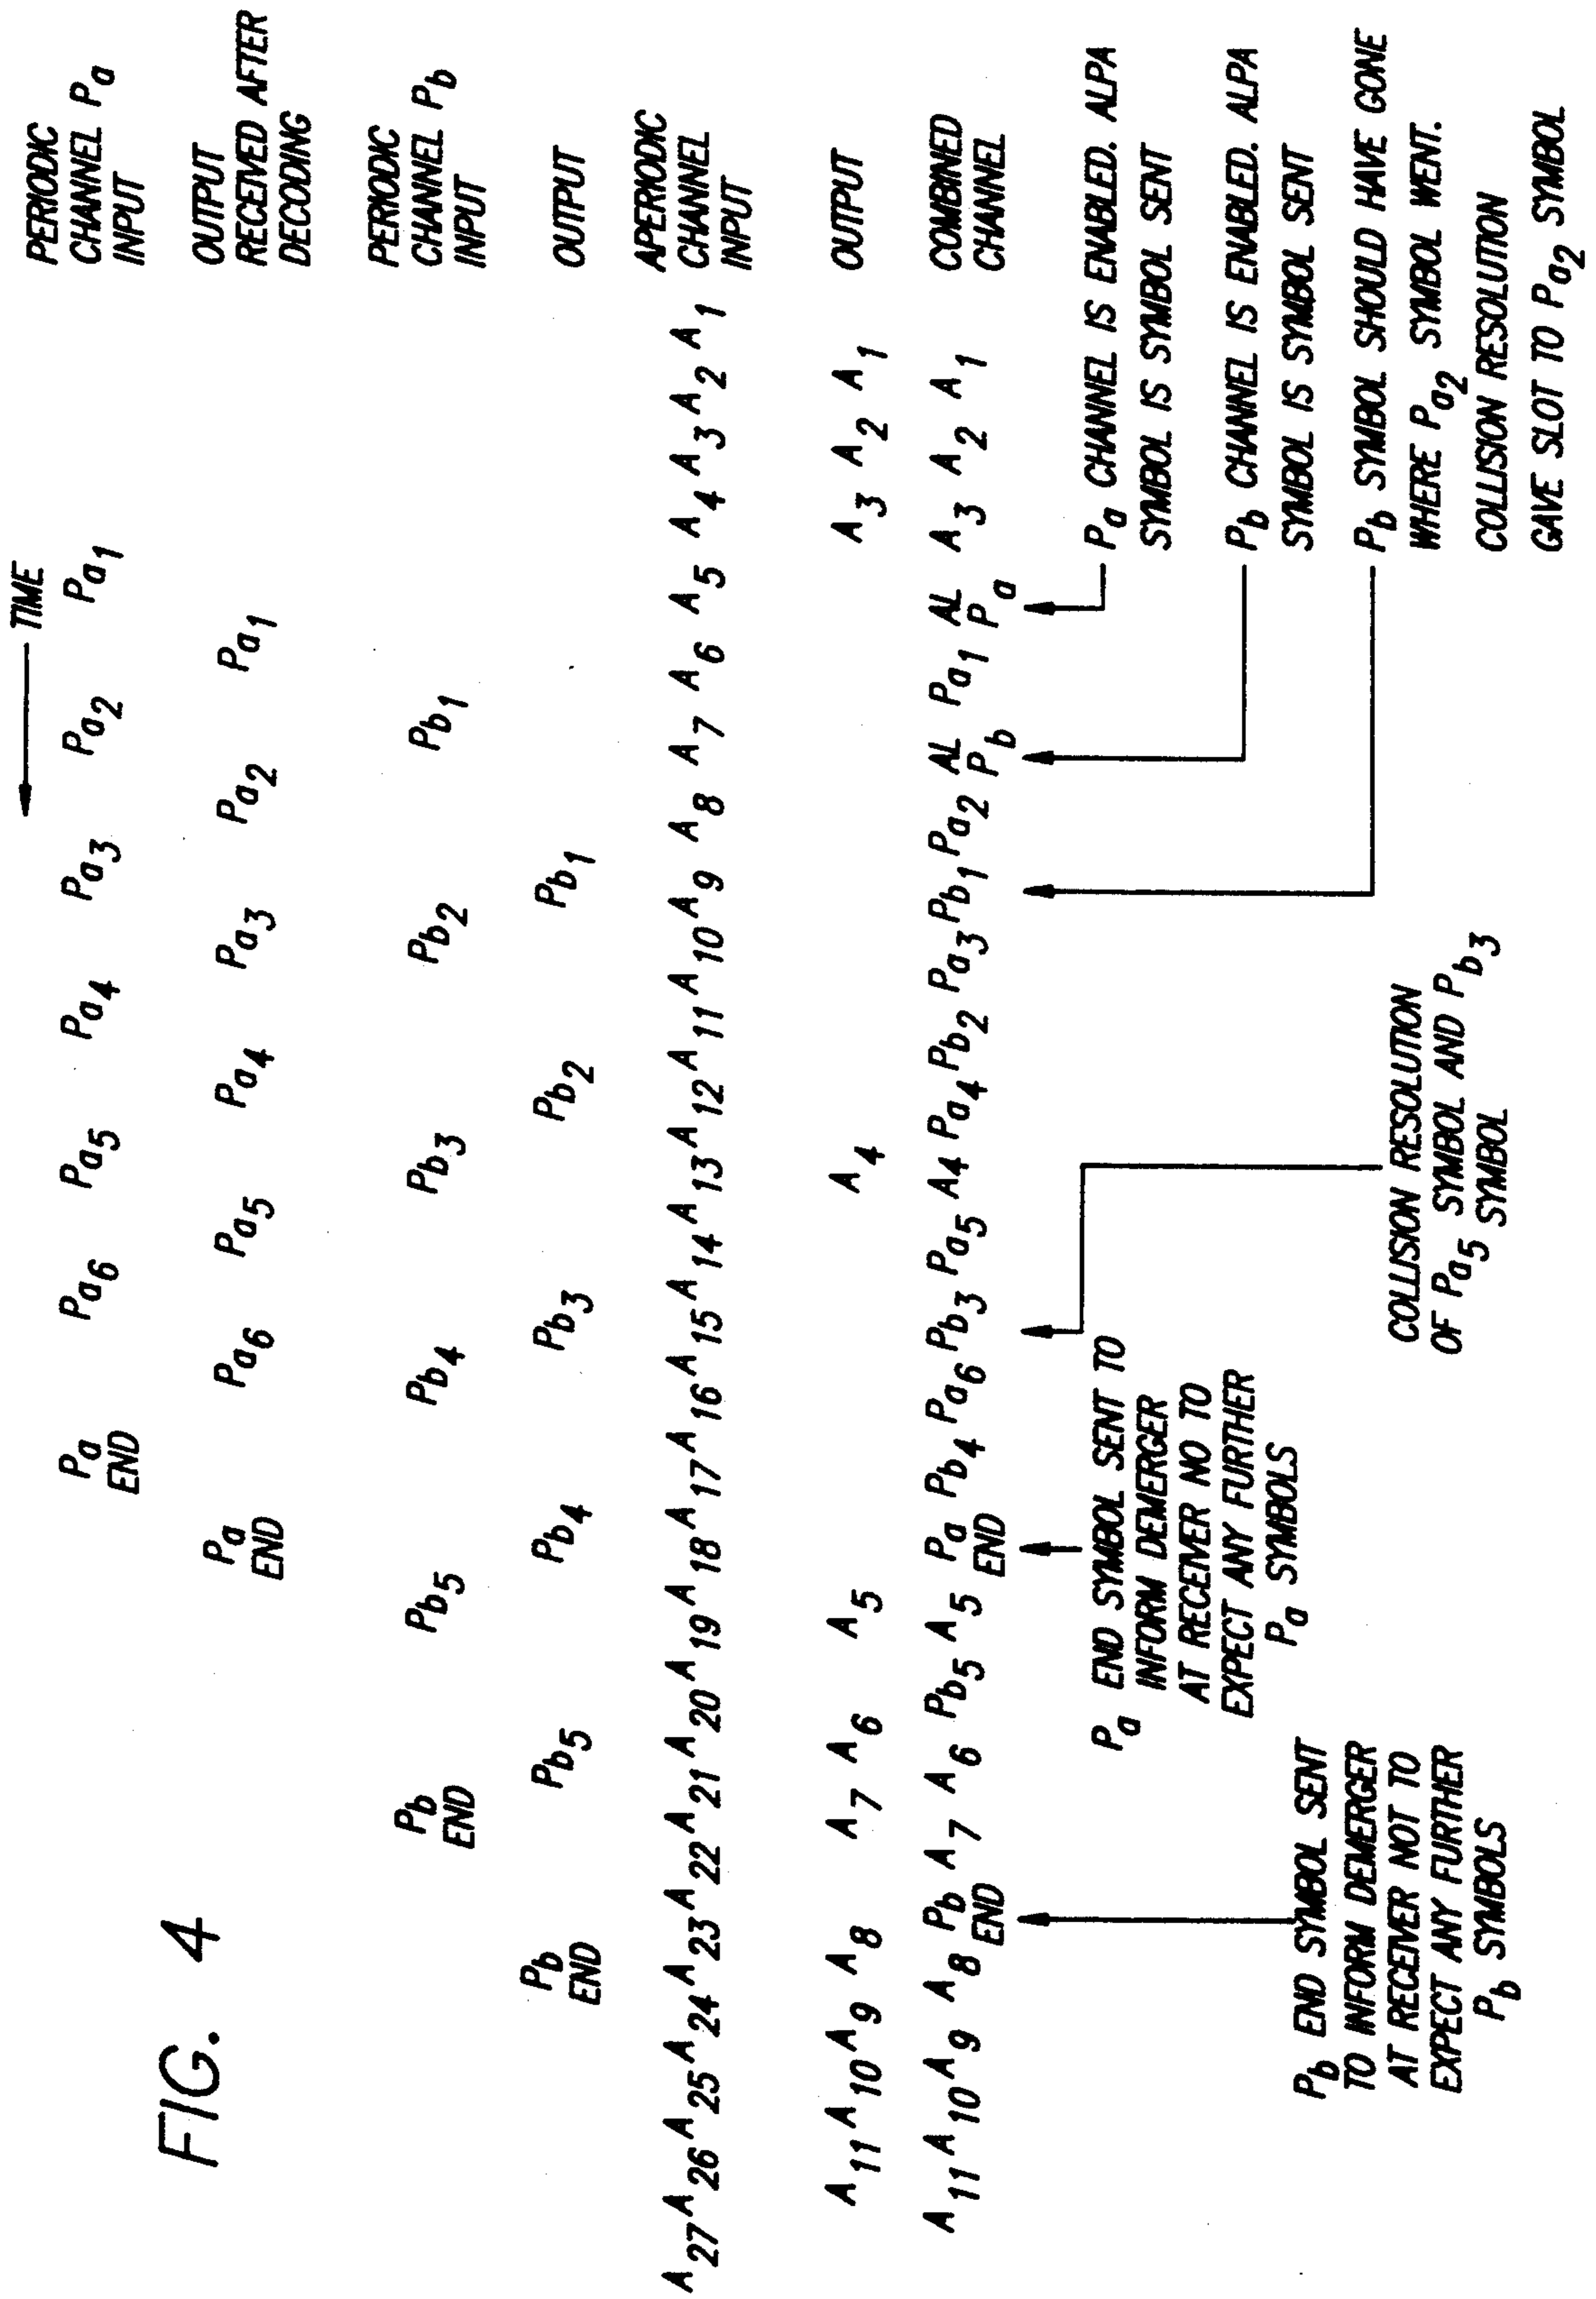 FIG. 4
TIME
Pa END Pa6 Pa5 Pa4 Pa3 Pa2 Pa1
PERIODIC
CHANNEL Pa
INPUT
Pa END Pa6 Pa5 Pa4 Pa3 Pa2 Pa1
OUTPUT
RECEIVED AFTER
DECODING
Pb END Pb5 Pb4 Pb3 Pb2 Pb1
PERIODIC
CHANNEL Pb
INPUT
Pb END Pb5 Pb4 Pb3 Pb2 Pb1
OUTPUT
A27 A26 A25 A24 A23 A22 A21 A20 A19 A18 A17 A16 A15 A14 A13 A12 A11 A10 A9 A8 A7 A6 A5 A4 A3 A2 A1
APERIODIC
CHANNEL
INPUT
A11 A10 A9 A8 A7 A6 A5 A4 A3 A2 A1
OUTPUT
A11 A10 A9 A8 Pb END A7 A6 Pb5 A5 Pa END Pb4 Pa6 Pb3 Pa5 A4 Pa4 Pb2 Pa3 Pb1 Pa2 AL Pb Pa1 AL Pa A3 A2 A1
COMBINED
CHANNEL
Pb END SYMBOL SENT
TO INFORM DEMERGER
AT RECEIVER NOT TO
EXPECT ANY FURTHER
Pb SYMBOLS
Pa END SYMBOL SENT TO
INFORM DEMERGER
AT RECEIVER NO TO
EXPECT ANY FURTHER
Pa SYMBOLS
COLLISION RESOLUTION
OF Pa5 SYMBOL AND Pb3
SYMBOL
Pa CHANNEL IS ENABLED. ALPA
SYMBOL IS SYMBOL SENT
Pb CHANNEL IS ENABLED. ALPA
SYMBOL IS SYMBOL SENT
Pb SYMBOL SHOULD HAVE GONE
WHERE Pa2 SYMBOL WENT.
COLLISION RESOLUTION
GAVE SLOT TO Pa2 SYMBOL